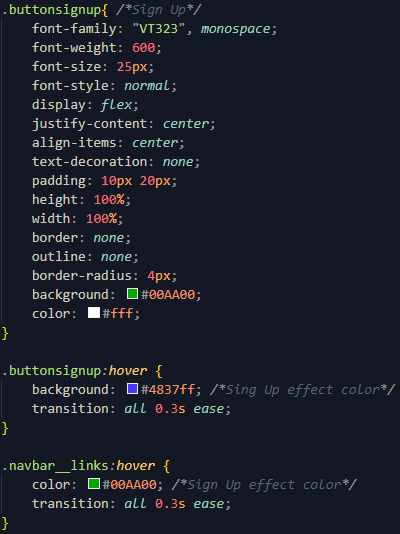 .buttonsignup{ /*Sign Up*/
font-family: "VT323", monospace;
font-weight: 600;
font-size: 25px;
font-style: normal;
display: flex;
justify-content: center;
align-items: center;
text-decoration: none;
padding: 10px 20px;
height: 100%;
width: 100%;
border: none;
outline: none;
border-radius: 4px;
background: #00AA00;
color: #fff;
}
.buttonsignup:hover {
background: #4837ff; /*Sing Up effect color*/
transition: all 0.3s ease;
}
.navbar__links:hover {
color: #00AA00; /*Sign Up effect color*/
transition: all 0.3s ease;
}